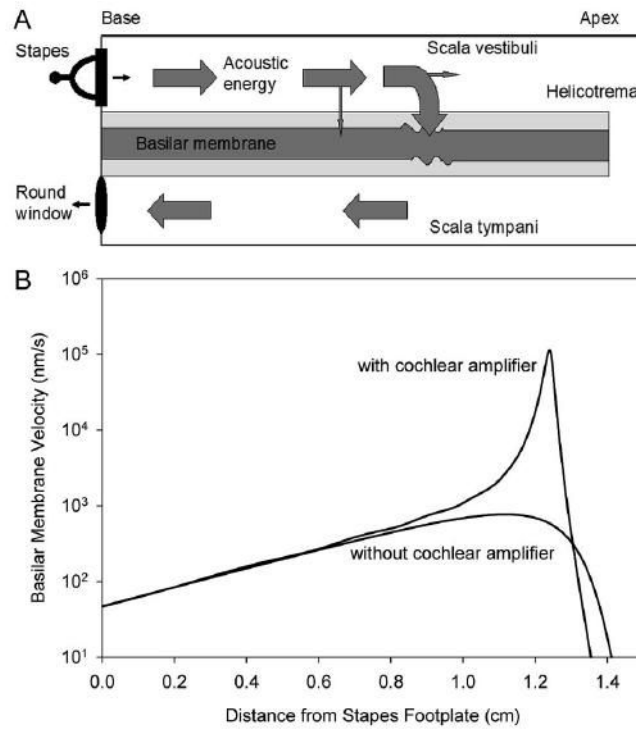 A
Base
Apex
Stapes
Acoustic
energy
Scala vestibuli
Helicotrema
Basilar membrane
Round
window
Scala tympani
B
Basilar Membrane Velocity (nm/s)
10⁶
10⁵
10⁴
10³
10²
10¹
with cochlear amplifier
without cochlear amplifier
0.0 0.2 0.4 0.6 0.8 1.0 1.2 1.4
Distance from Stapes Footplate (cm)